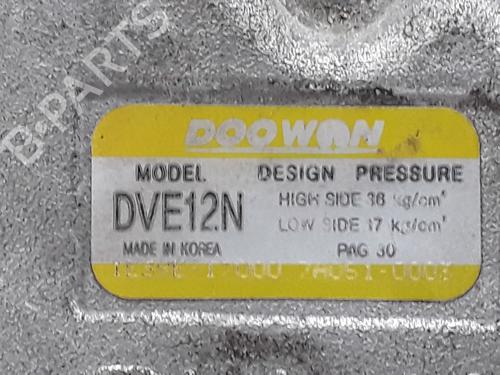 B-PARTS
DOOWON
MODEL DESIGN PRESSURE
DVE12N HIGH SIDE 36 kg/cm²
LOW SIDE 17 kg/cm²
MADE IN KOREA PAG 30